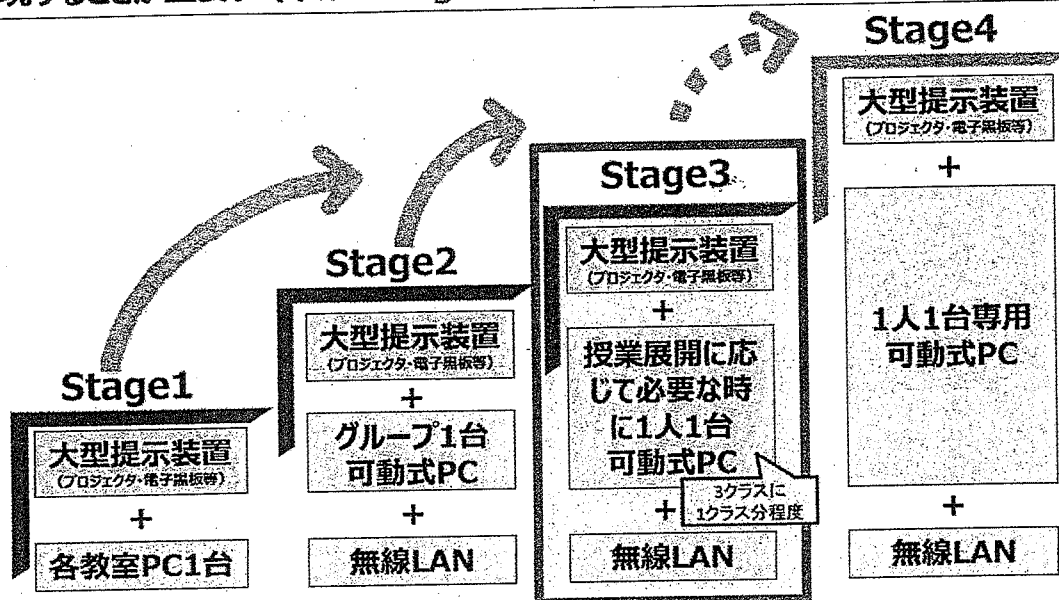 Stage1
大型提示装置
(プロジェクタ・電子黒板等)
+
各教室PC1台
Stage2
大型提示装置
(プロジェクタ・電子黒板等)
+
グループ1台
可動式PC
+
無線LAN
Stage3
大型提示装置
(プロジェクタ・電子黒板等)
+
授業展開に応
じて必要な時
に1人1台
可動式PC
3クラスに
1クラス分程度
+
無線LAN
Stage4
大型提示装置
(プロジェクタ・電子黒板等)
+
1人1台専用
可動式PC
+
無線LAN